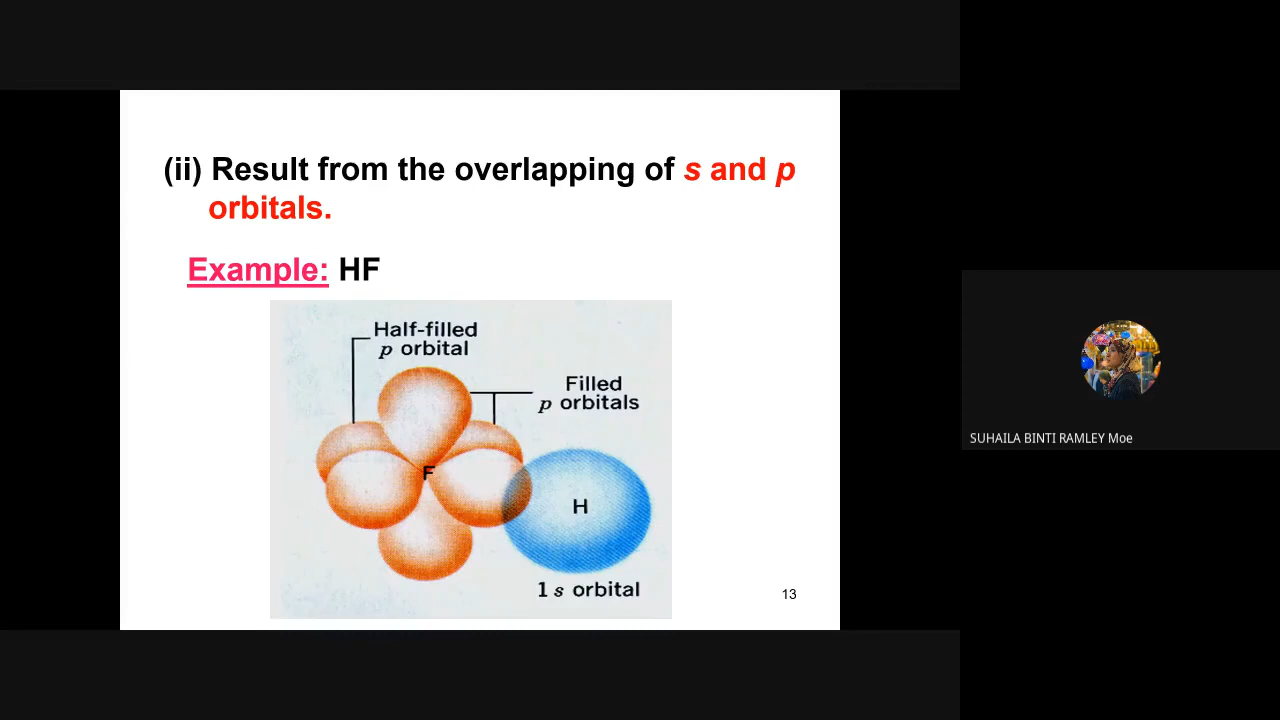 (ii) Result from the overlapping of s and p
orbitals.
Example: HF
Half-filled
p orbital
Filled
p orbitals
F
H
1 s orbital
13
SUHAILA BINTI RAMLEY Moe